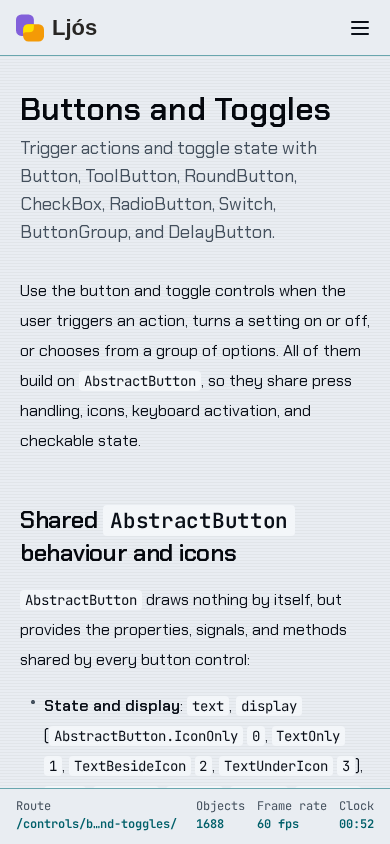 Ljós
Buttons and Toggles
Trigger actions and toggle state with
Button, ToolButton, RoundButton,
CheckBox, RadioButton, Switch,
ButtonGroup, and DelayButton.
Use the button and toggle controls when the
user triggers an action, turns a setting on or off,
or chooses from a group of options. All of them
build on AbstractButton, so they share press
handling, icons, keyboard activation, and
checkable state.
Shared AbstractButton
behaviour and icons
AbstractButton draws nothing by itself, but
provides the properties, signals, and methods
shared by every button control:
• State and display: text, display
(AbstractButton.IconOnly 0, TextOnly
1, TextBesideIcon 2, TextUnderIcon 3),
Route Objects Frame rate Clock
/controls/b…nd-toggles/ 1688 60 fps 00:52